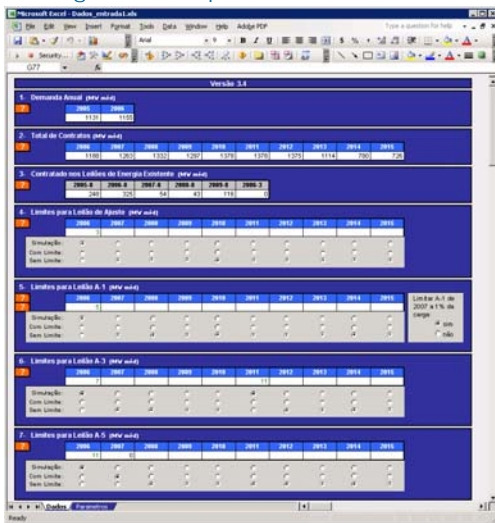 Microsoft Excel - Dados_entrada1.xls
File Edit View Insert Format Tools Data Window Help Adobe PDF
Type a question for help
Arial
Security...
G77
Versão 3.4
1- Demanda Anual (MW méd)
2005 2006
1131 1155
2- Total de Contratos (MW méd)
2006 2007 2008 2009 2010 2011 2012 2013 2014 2015
1188 1263 1332 1297 1378 1376 1375 1114 780 726
3- Contratado nos Leilões de Energia Existente (MW méd)
2005-8 2006-8 2007-8 2008-8 2009-8 2006-3
248 325 54 43 116 0
4- Limites para Leilão de Ajuste (MW méd)
2006 2007 2008 2009 2010 2011 2012 2013 2014 2015
Simulação:
Com Limite:
Sem Limite:
5- Limites para Leilão A-1 (MW méd)
2006 2007 2008 2009 2010 2011 2012 2013 2014 2015
Limitar A-1 de 2007 a 1% da carga
Simulação:
Com Limite:
Sem Limite:
sim
não
6- Limites para Leilão A-3 (MW méd)
2006 2007 2008 2009 2010 2011 2012 2013 2014 2015
11
Simulação:
Com Limite:
Sem Limite:
7- Limites para Leilão A-5 (MW méd)
2006 2007 2008 2009 2010 2011 2012 2013 2014 2015
11
Simulação:
Com Limite:
Sem Limite:
Dados Parametros
Ready